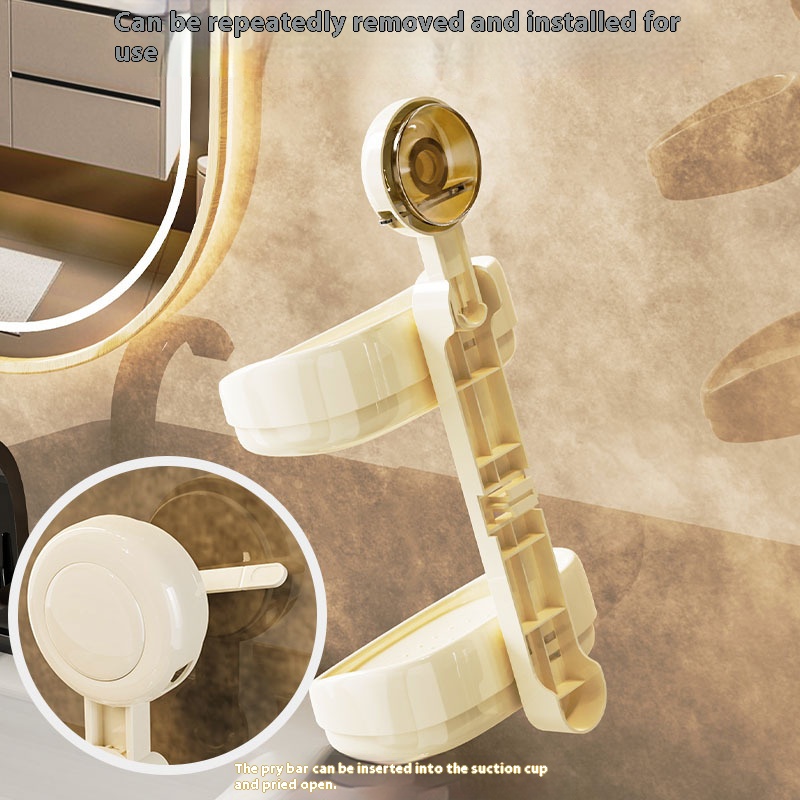 Can be repeatedly removed and installed for
use
The pry bar can be inserted into the suction cup
and pried open.